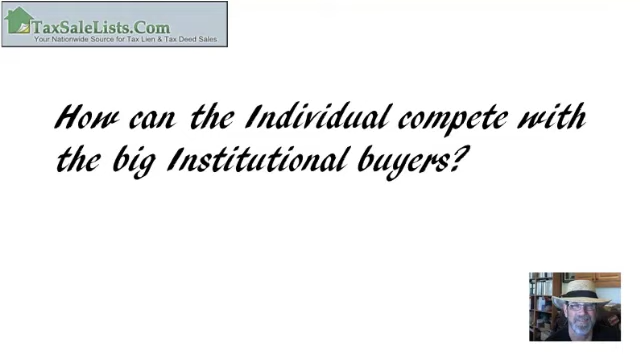 TaxSaleLists.Com
Your Nationwide Source for Tax Lien & Tax Deed Sales
How can the Individual compete with
the big Institutional buyers?